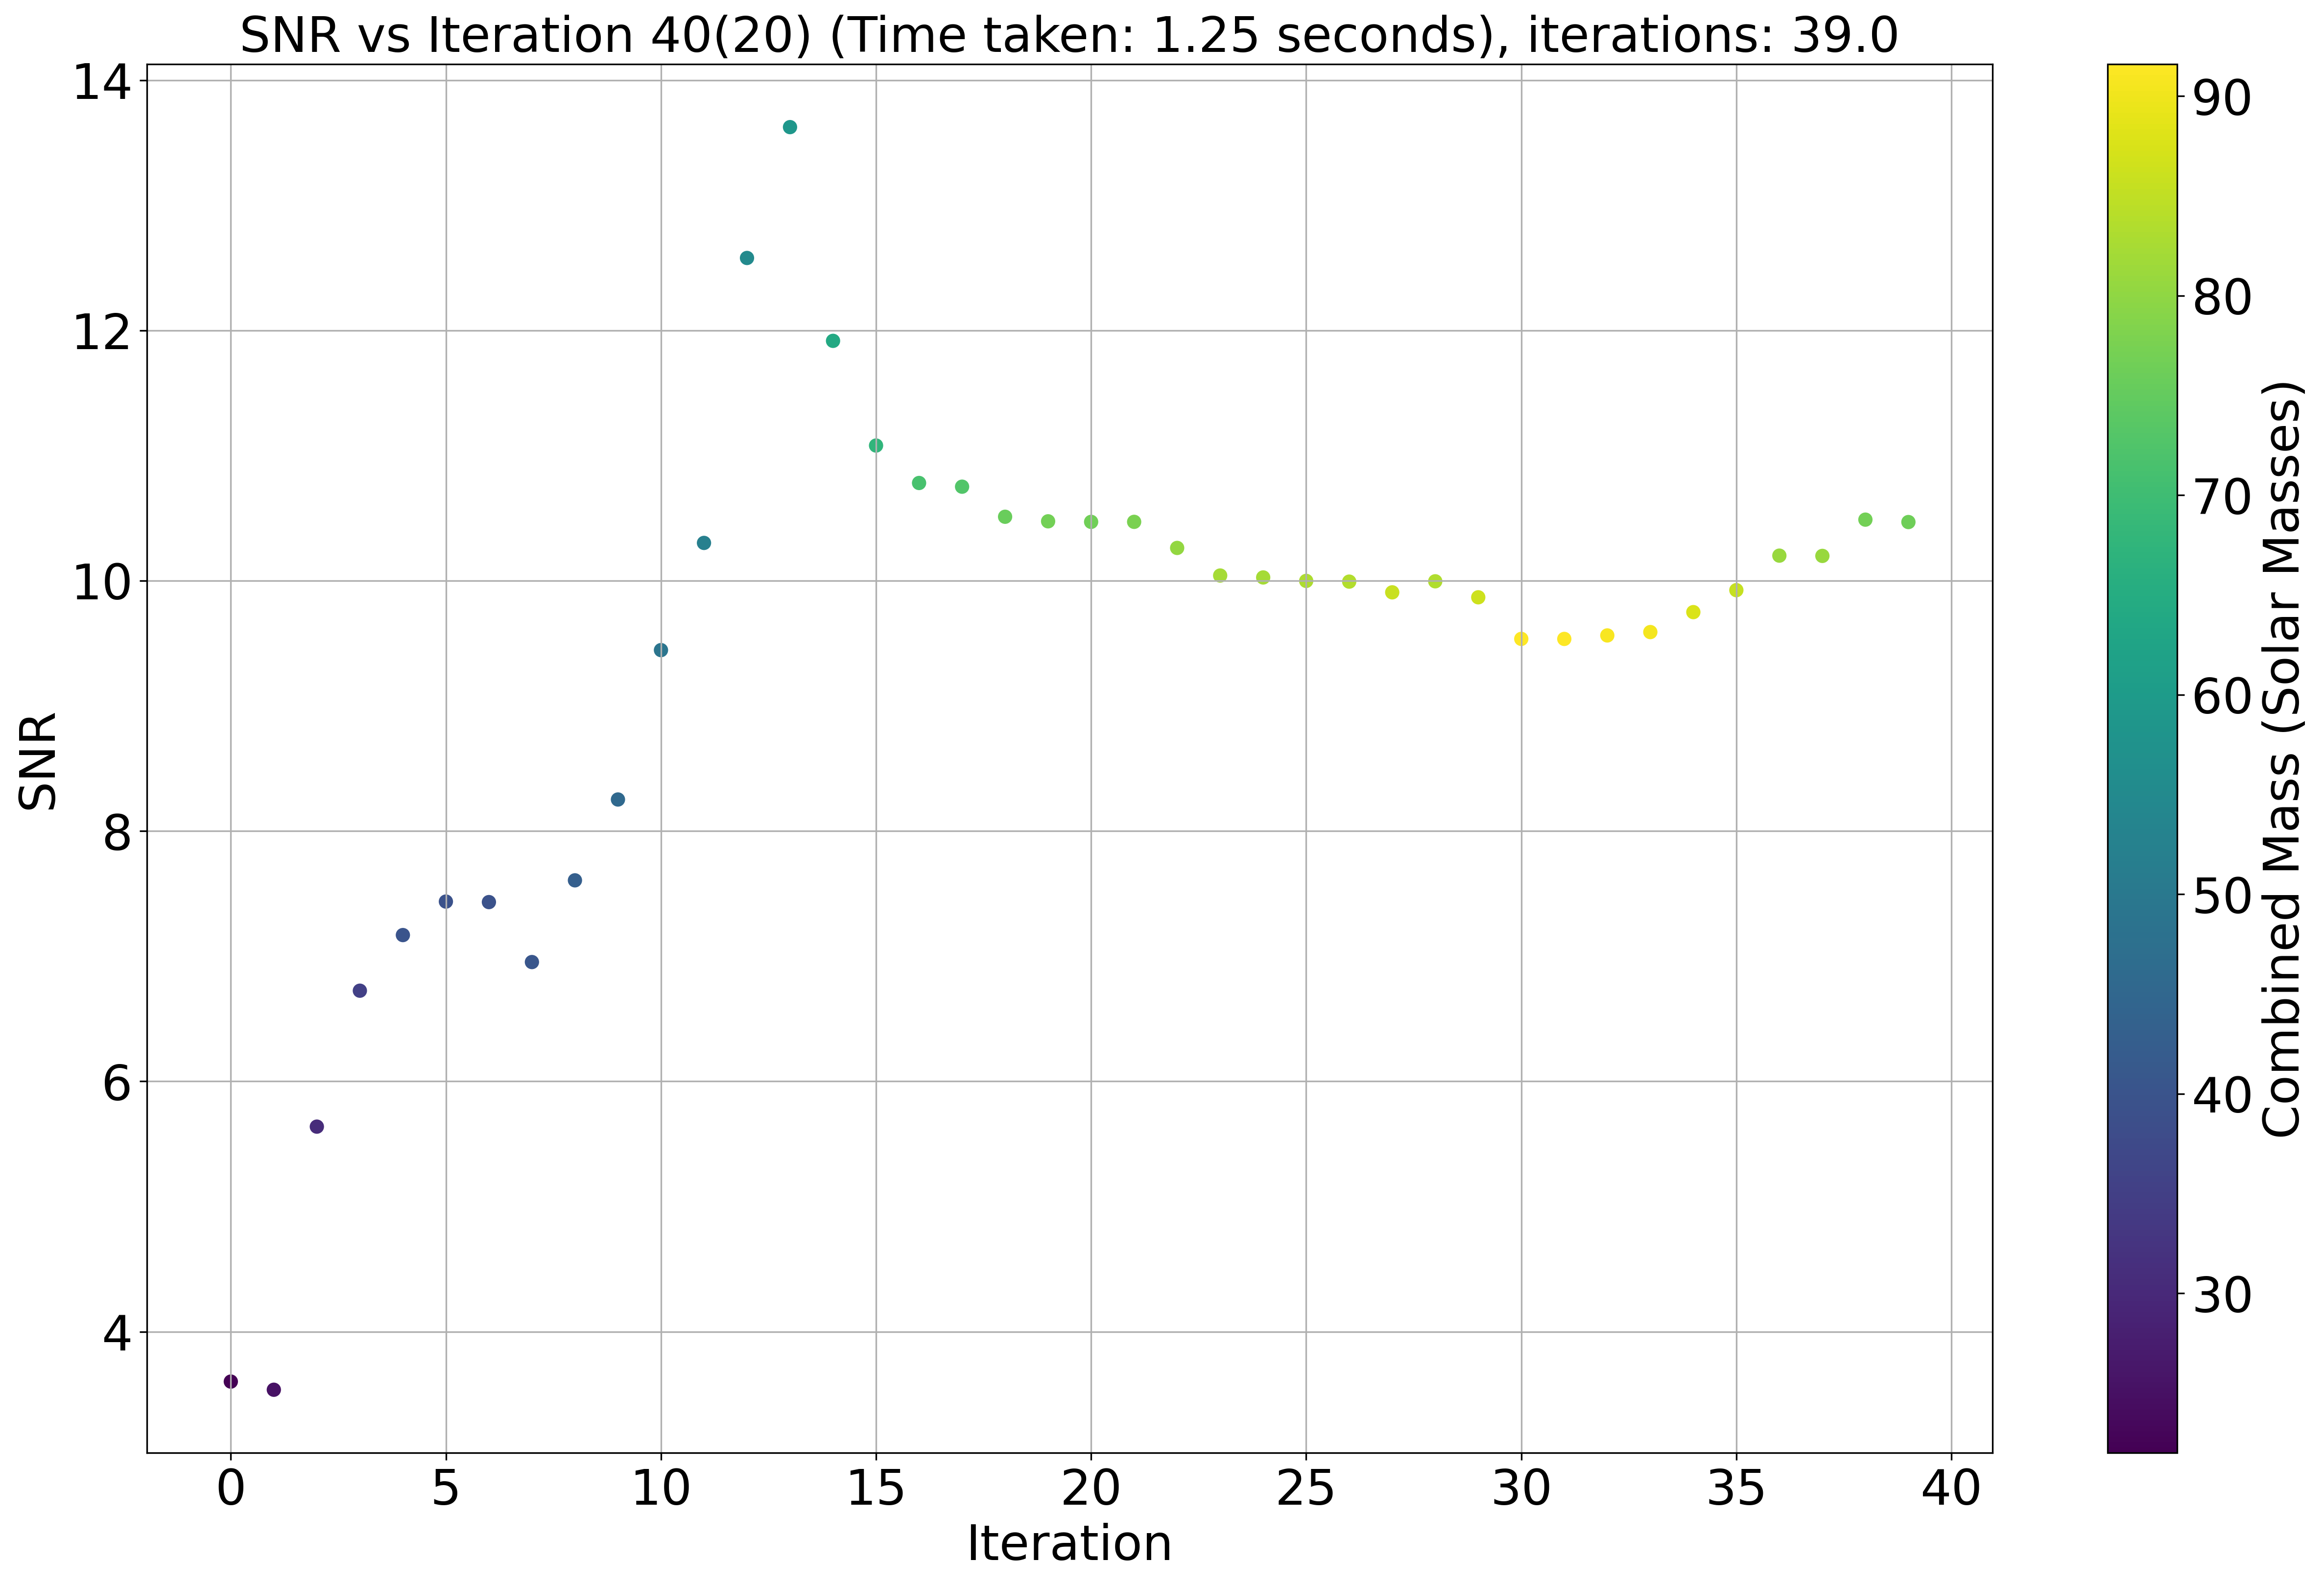 SNR vs Iteration 40(20) (Time taken: 1.25 seconds), iterations: 39.0
14
12
10
8
6
4
SNR
0 5 10 15 20 25 30 35 40
Iteration
90
80
70
60
50
40
30
Combined Mass (Solar Masses)